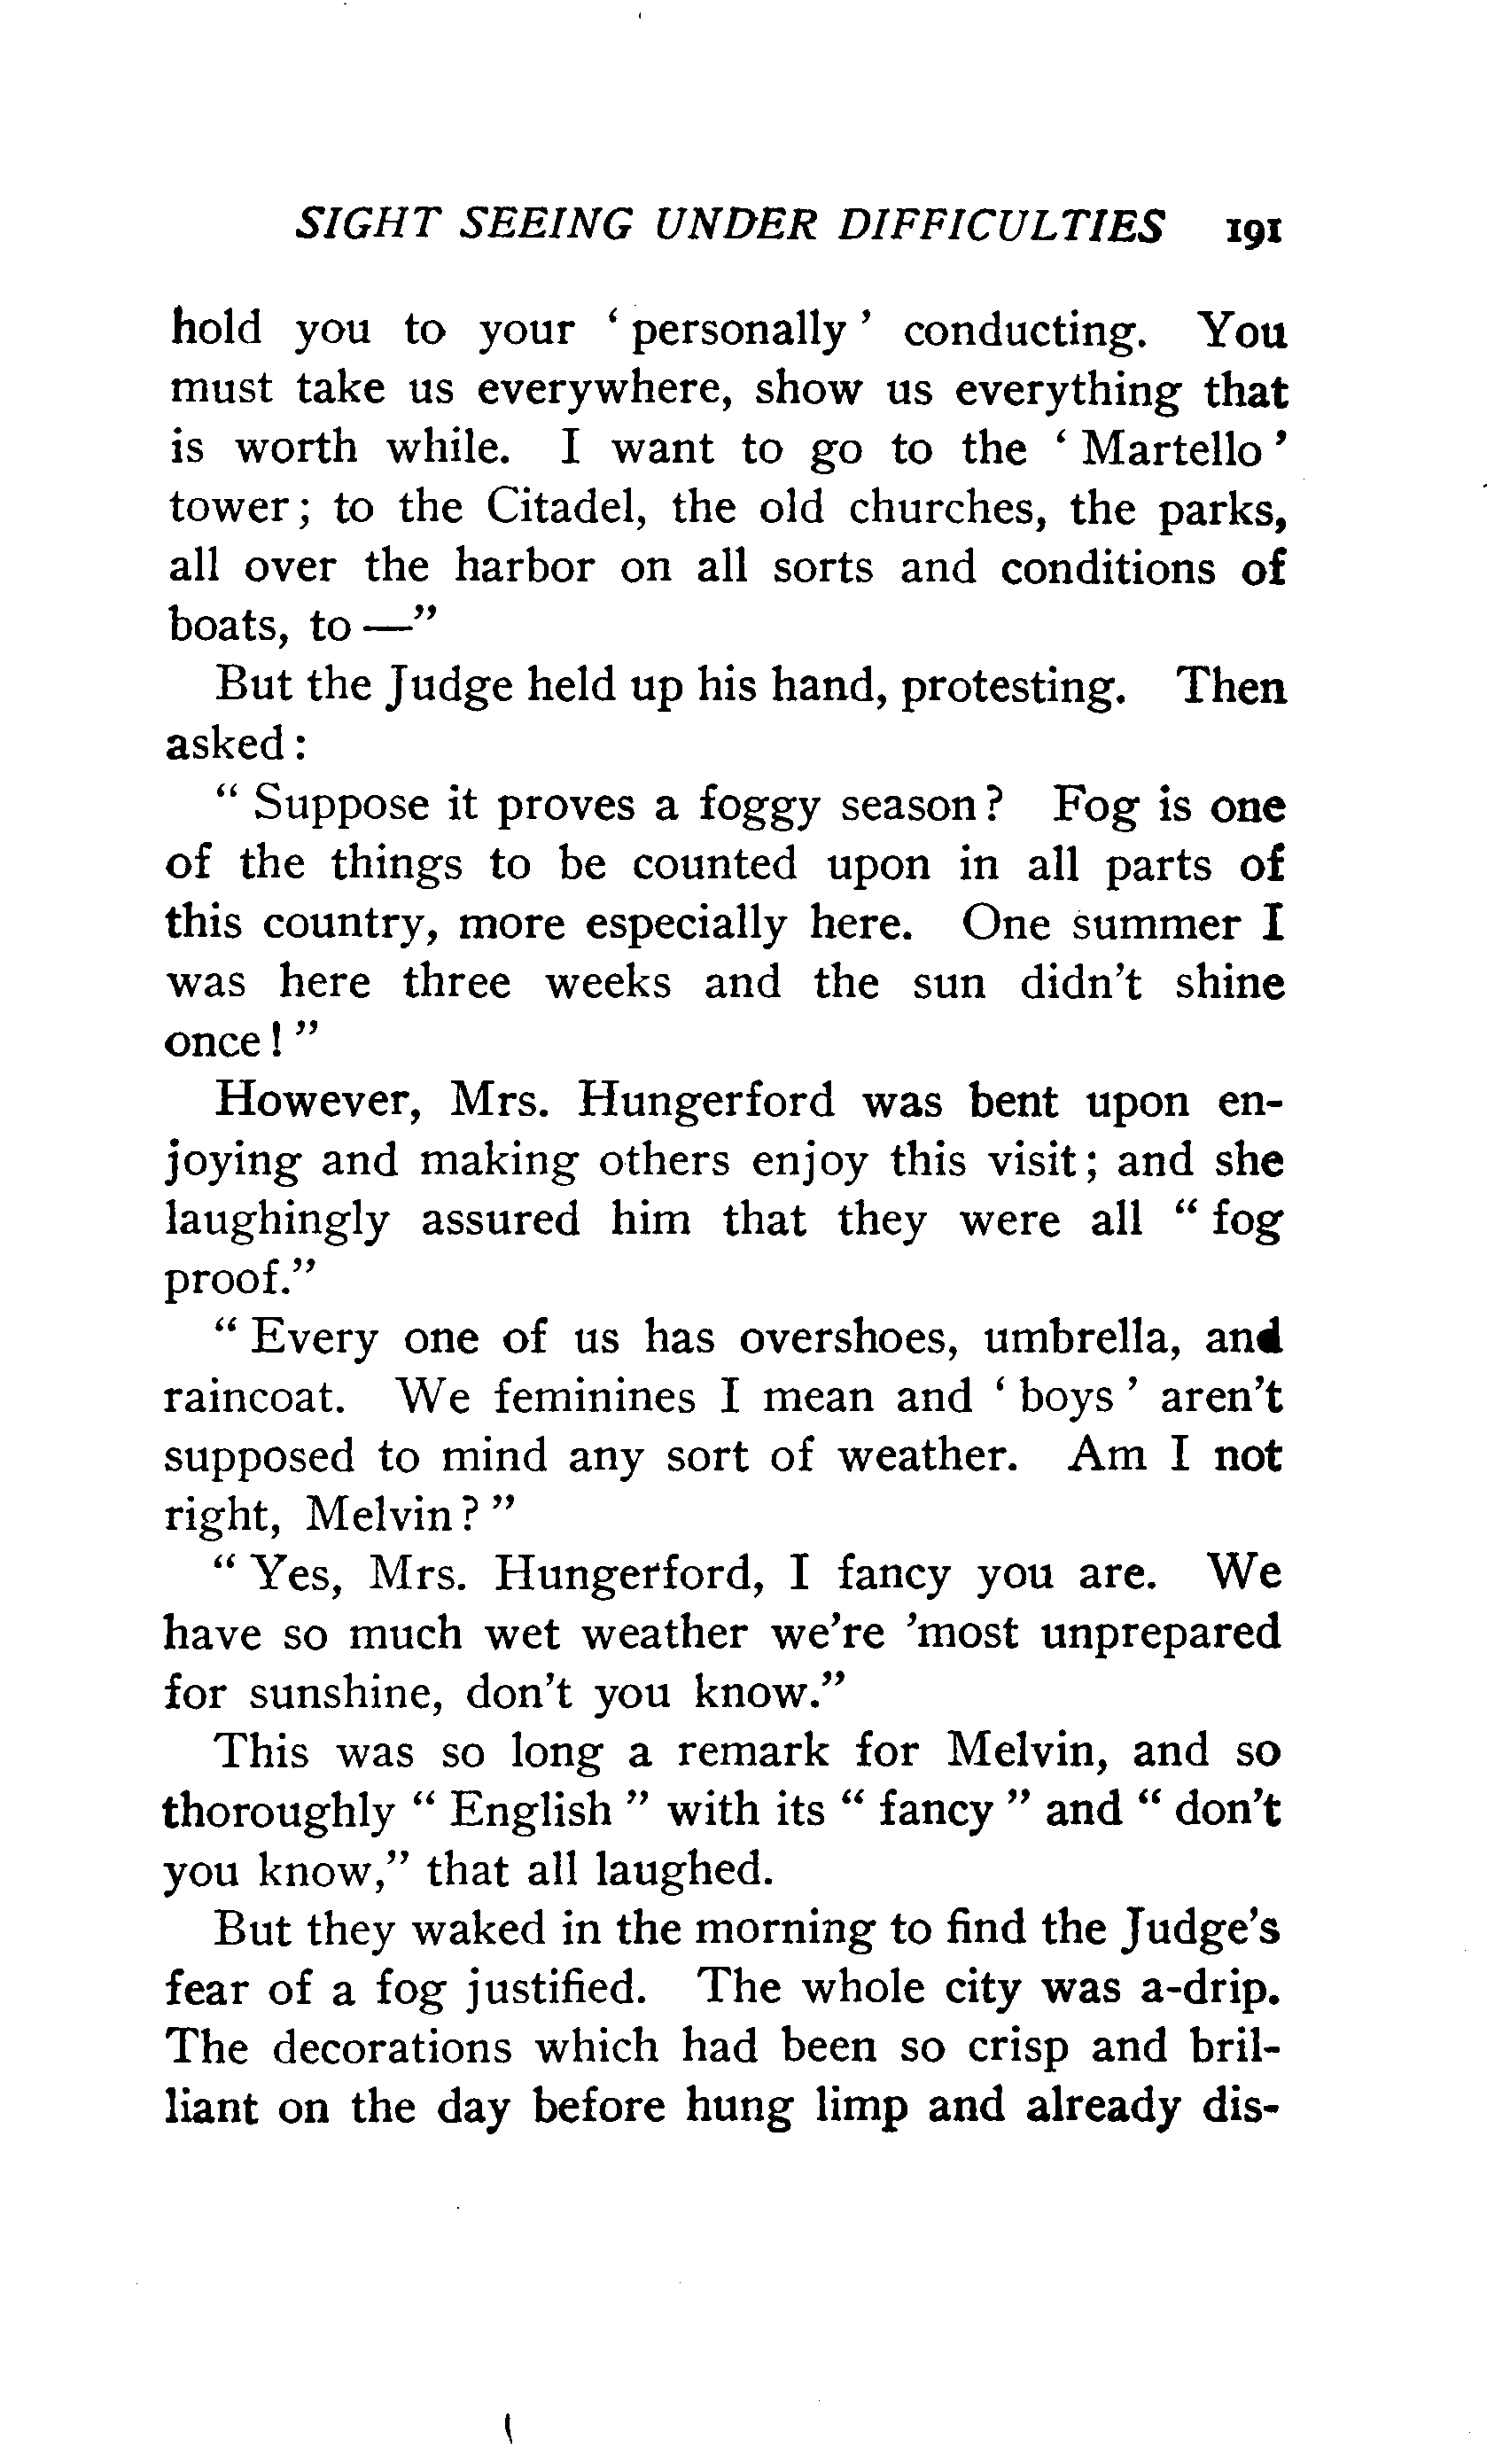 SIGHT SEEING UNDER DIFFICULTIES 191
hold you to your ‘ personally ’ conducting. You
must take us everywhere, show us everything that
is worth while. I want to go to the ‘ Martello ’
tower; to the Citadel, the old churches, the parks,
all over the harbor on all sorts and conditions of
boats, to —”
But the Judge held up his hand, protesting. Then
asked:
“ Suppose it proves a foggy season? Fog is one
of the things to be counted upon in all parts of
this country, more especially here. One summer I
was here three weeks and the sun didn't shine
once! ”
However, Mrs. Hungerford was bent upon en-
joying and making others enjoy this visit; and she
laughingly assured him that they were all “ fog
proof.”
“ Every one of us has overshoes, umbrella, and
raincoat. We feminines I mean and ‘ boys ’ aren't
supposed to mind any sort of weather. Am I not
right, Melvin? ”
“ Yes, Mrs. Hungerford, I fancy you are. We
have so much wet weather we're 'most unprepared
for sunshine, don't you know.”
This was so long a remark for Melvin, and so
thoroughly “ English ” with its “ fancy ” and “ don't
you know,” that all laughed.
But they waked in the morning to find the Judge's
fear of a fog justified. The whole city was a-drip.
The decorations which had been so crisp and bril-
liant on the day before hung limp and already dis-